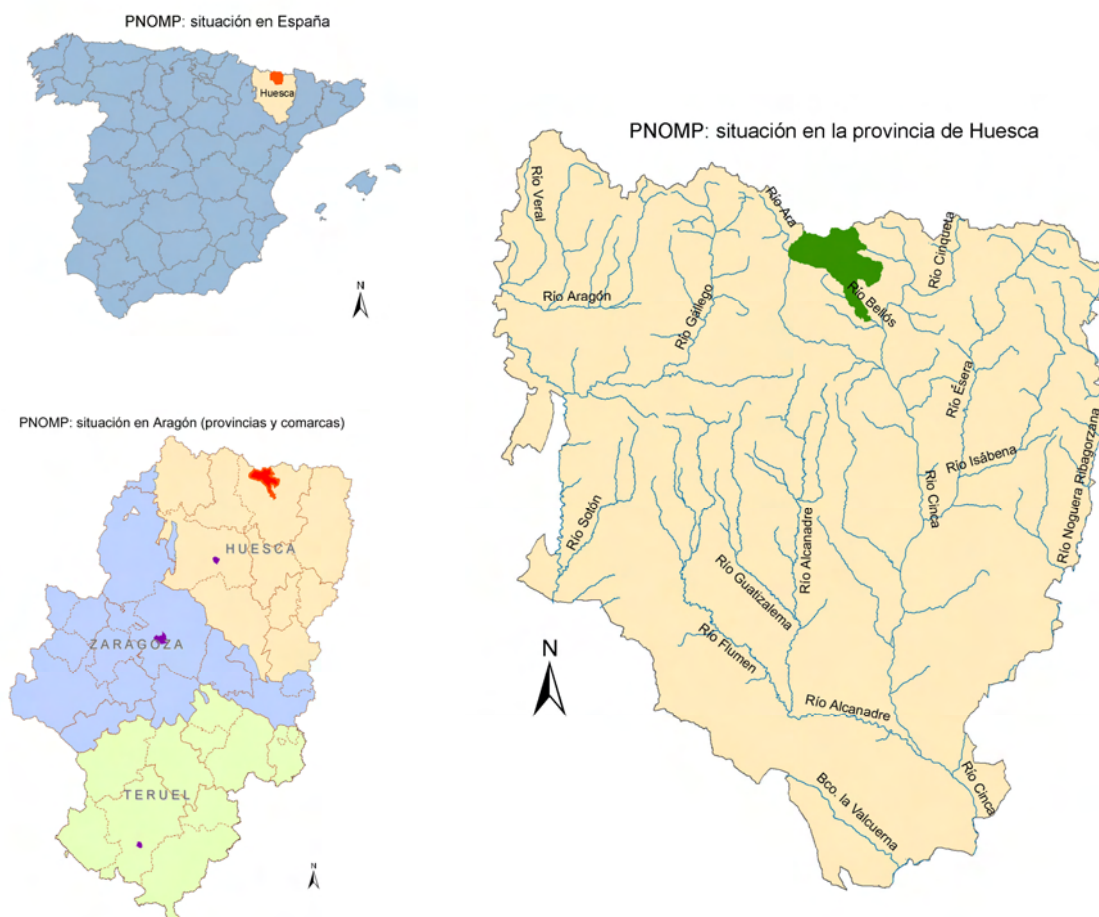 PNOMP: situación en España
Huesca
N
PNOMP: situación en Aragón (provincias y comarcas)
HUESCA
ZARAGOZA
TERUEL
N
PNOMP: situación en la provincia de Huesca
Río Veral
Río Ara
Río Cinqueta
Río Aragón
Río Gállego
Río Bellós
Río Ésera
Río Isábena
Río Cinca
Río Noguera Ribagorzana
Río Sotón
Río Alcanadre
Río Guatizalema
Río Flumen
N
Río Alcanadre
Río Cinca
Bco. la Valcuerna